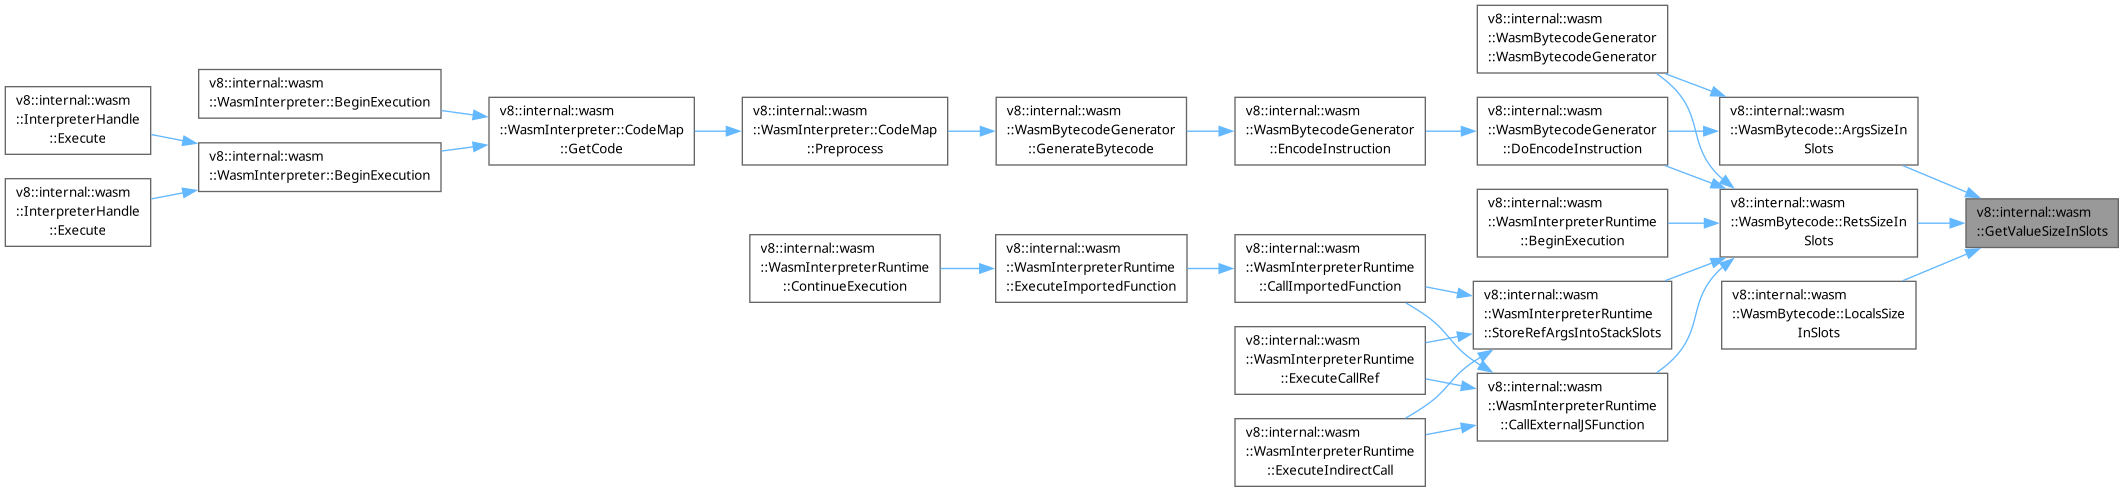 v8::internal::wasm
::InterpreterHandle
::Execute
v8::internal::wasm
::InterpreterHandle
::Execute
v8::internal::wasm
::WasmInterpreter::BeginExecution
v8::internal::wasm
::WasmInterpreter::BeginExecution
v8::internal::wasm
::WasmInterpreter::CodeMap
::GetCode
v8::internal::wasm
::WasmInterpreter::CodeMap
::Preprocess
v8::internal::wasm
::WasmInterpreterRuntime
::ContinueExecution
v8::internal::wasm
::WasmBytecodeGenerator
::GenerateBytecode
v8::internal::wasm
::WasmInterpreterRuntime
::ExecuteImportedFunction
v8::internal::wasm
::WasmBytecodeGenerator
::EncodeInstruction
v8::internal::wasm
::WasmInterpreterRuntime
::CallImportedFunction
v8::internal::wasm
::WasmInterpreterRuntime
::ExecuteCallRef
v8::internal::wasm
::WasmInterpreterRuntime
::ExecuteIndirectCall
v8::internal::wasm
::WasmBytecodeGenerator
::WasmBytecodeGenerator
v8::internal::wasm
::WasmBytecodeGenerator
::DoEncodeInstruction
v8::internal::wasm
::WasmInterpreterRuntime
::BeginExecution
v8::internal::wasm
::WasmInterpreterRuntime
::StoreRefArgsIntoStackSlots
v8::internal::wasm
::WasmInterpreterRuntime
::CallExternalJSFunction
v8::internal::wasm
::WasmBytecode::ArgsSizeIn
Slots
v8::internal::wasm
::WasmBytecode::RetsSizeIn
Slots
v8::internal::wasm
::WasmBytecode::LocalsSize
InSlots
v8::internal::wasm
::GetValueSizeInSlots